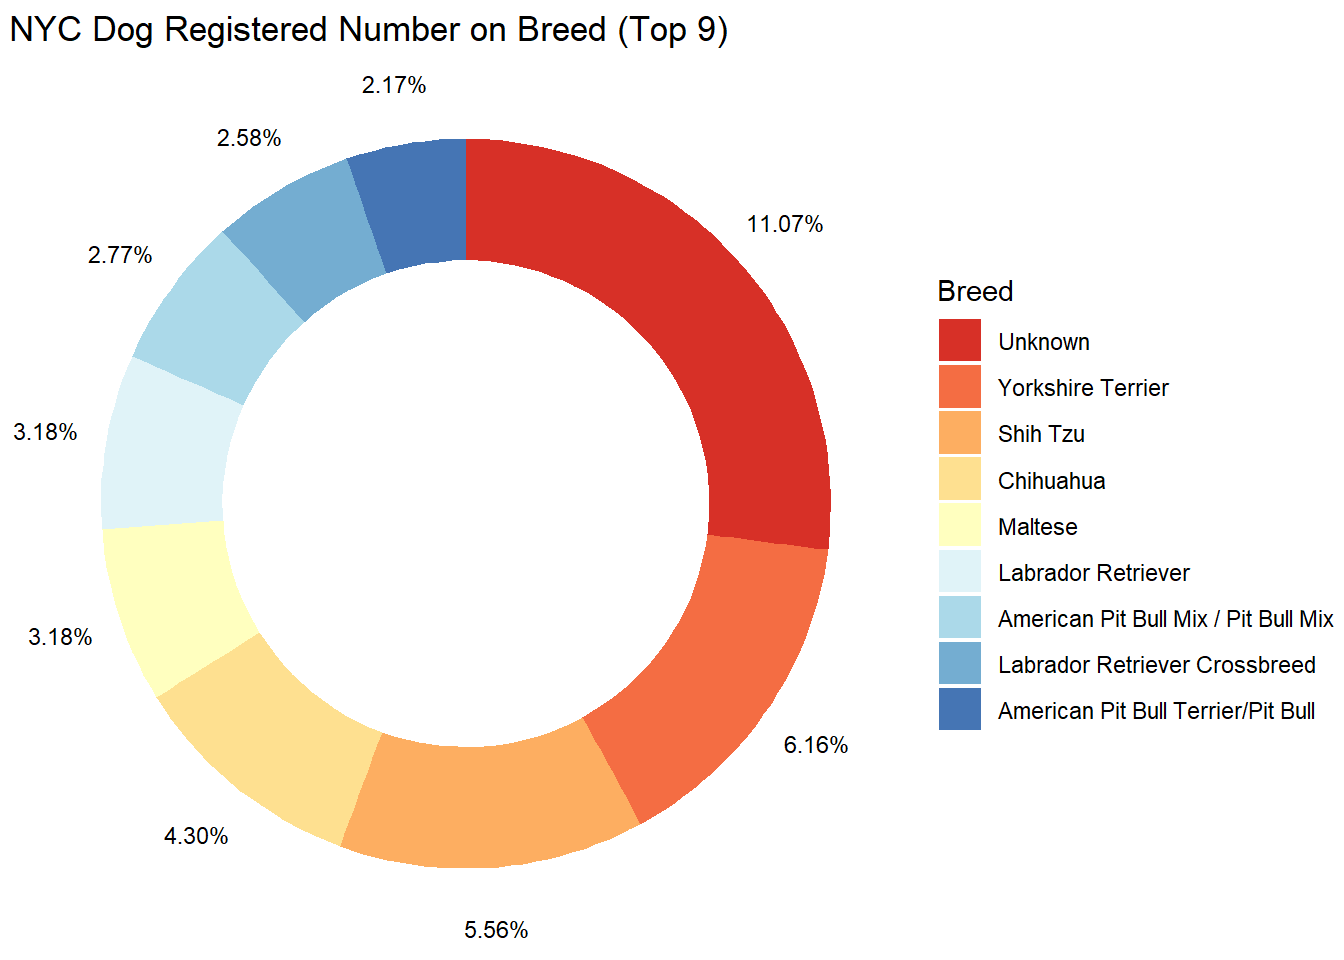 NYC Dog Registered Number on Breed (Top 9)
2.17%
2.58%
11.07%
2.77%
3.18%
3.18%
6.16%
4.30%
5.56%
Breed
Unknown
Yorkshire Terrier
Shih Tzu
Chihuahua
Maltese
Labrador Retriever
American Pit Bull Mix / Pit Bull Mix
Labrador Retriever Crossbreed
American Pit Bull Terrier/Pit Bull